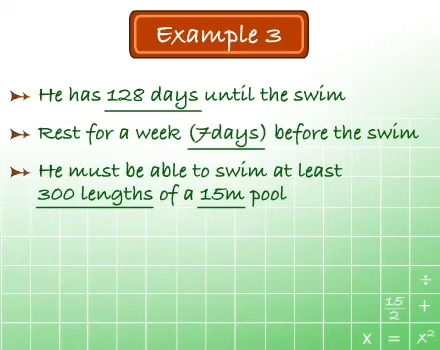 Example 3
He has 128 days until the swim
Rest for a week (7days) before the swim
He must be able to swim at least
300 lengths of a 15m pool
÷
15/2 +
x = x²